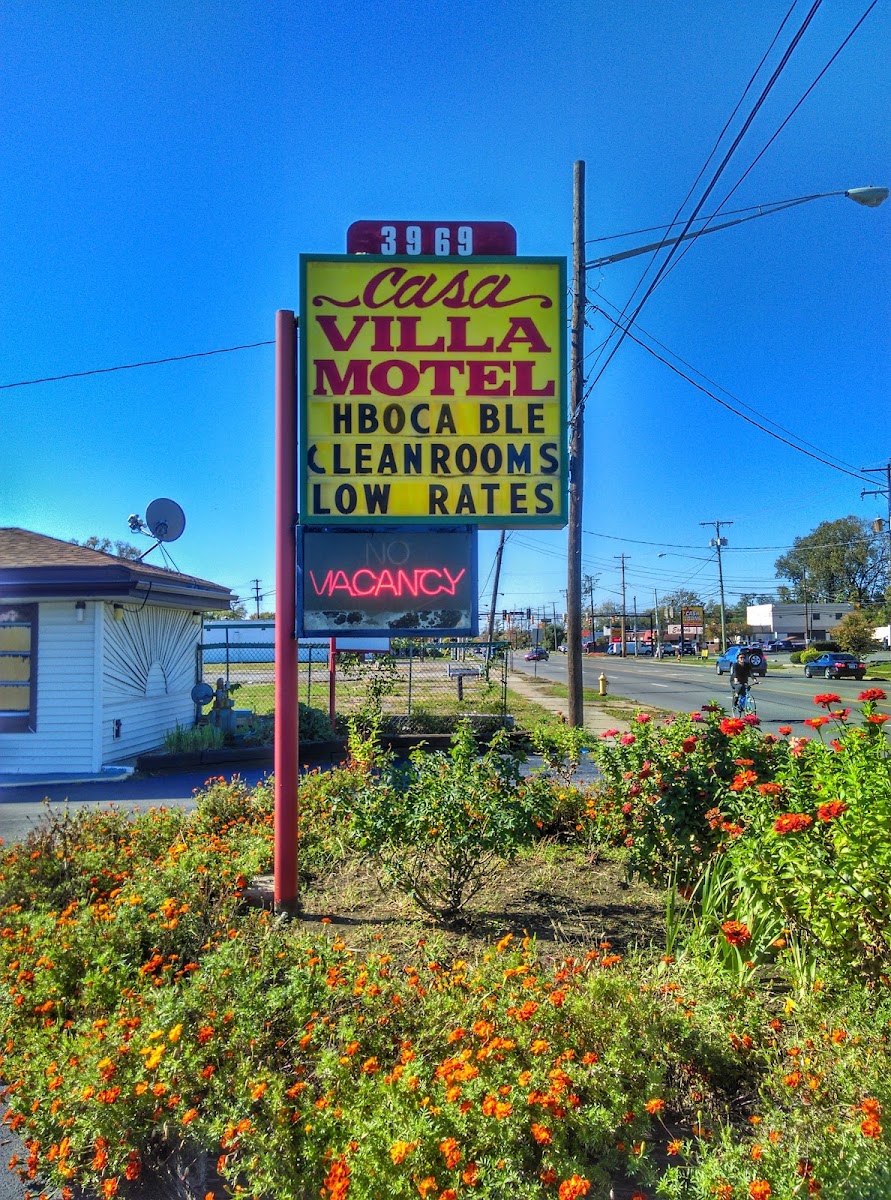 3969
Casa
VILLA
MOTEL
HBOCA BLE
CLEANROOMS
LOW RATES
NO
VACANCY